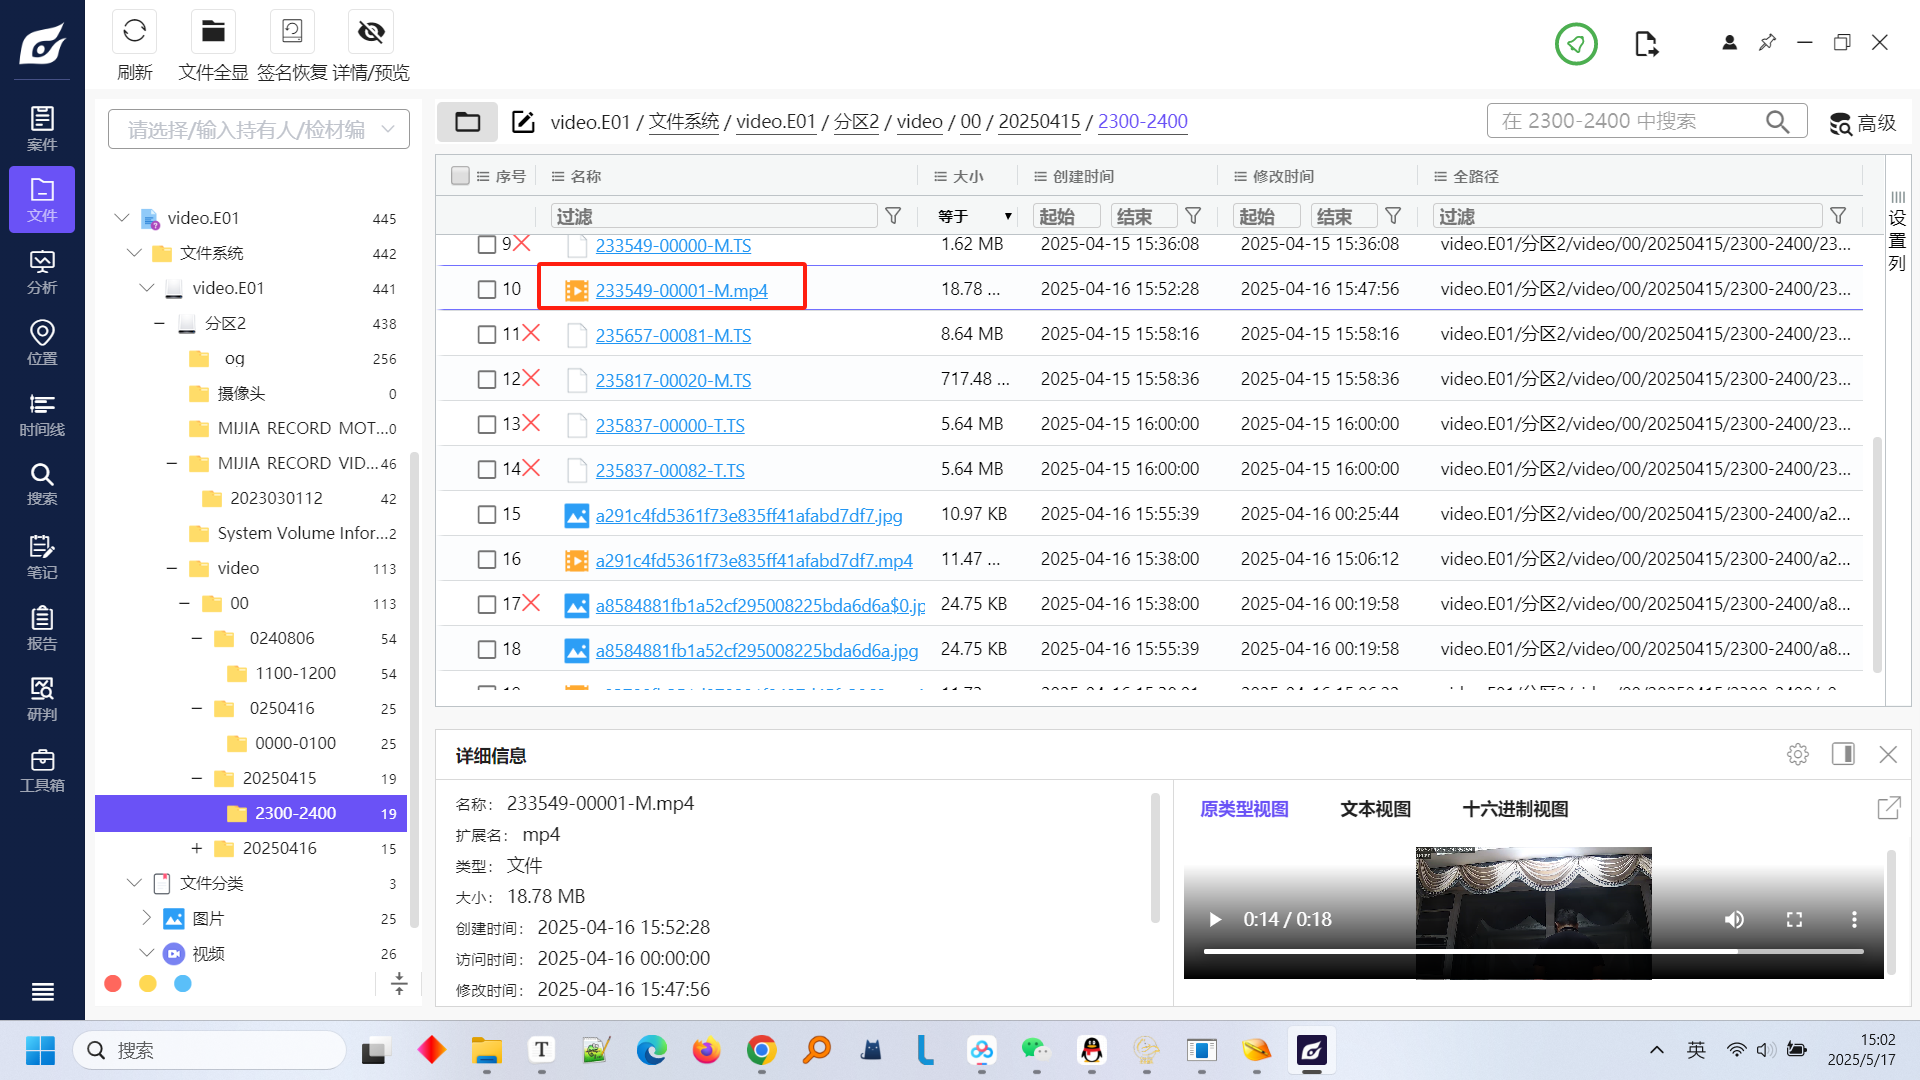 刷新
文件全显
签名恢复
详情/预览
案件
文件
分析
位置
时间线
搜索
笔记
报告
研判
工具箱
请选择/输入持有人/检材编
video.E01 445
文件系统 442
video.E01 441
分区2 438
og 256
摄像头 0
MIJIA RECORD MOT...0
MIJIA RECORD VID...46
2023030112 42
System Volume Infor...2
video 113
00 113
0240806 54
1100-1200 54
0250416 25
0000-0100 25
20250415 19
2300-2400 19
20250416 15
文件分类 3
图片 25
视频 26
video.E01 / 文件系统 / video.E01 / 分区2 / video / 00 / 20250415 / 2300-2400
在 2300-2400 中搜索
高级
序号 名称 大小 创建时间 修改时间 全路径
过滤 等于 起始 结束 起始 结束 过滤
设置列
9 233549-00000-M.TS 1.62 MB 2025-04-15 15:36:08 2025-04-15 15:36:08 video.E01/分区2/video/00/20250415/2300-2400/23...
10 233549-00001-M.mp4 18.78 ... 2025-04-16 15:52:28 2025-04-16 15:47:56 video.E01/分区2/video/00/20250415/2300-2400/23...
11 235657-00081-M.TS 8.64 MB 2025-04-15 15:58:16 2025-04-15 15:58:16 video.E01/分区2/video/00/20250415/2300-2400/23...
12 235817-00020-M.TS 717.48 ... 2025-04-15 15:58:36 2025-04-15 15:58:36 video.E01/分区2/video/00/20250415/2300-2400/23...
13 235837-00000-T.TS 5.64 MB 2025-04-15 16:00:00 2025-04-15 16:00:00 video.E01/分区2/video/00/20250415/2300-2400/23...
14 235837-00082-T.TS 5.64 MB 2025-04-15 16:00:00 2025-04-15 16:00:00 video.E01/分区2/video/00/20250415/2300-2400/23...
15 a291c4fd5361f73e835ff41afabd7df7.jpg 10.97 KB 2025-04-16 15:55:39 2025-04-16 00:25:44 video.E01/分区2/video/00/20250415/2300-2400/a2...
16 a291c4fd5361f73e835ff41afabd7df7.mp4 11.47 ... 2025-04-16 15:38:00 2025-04-16 15:06:12 video.E01/分区2/video/00/20250415/2300-2400/a2...
17 a8584881fb1a52cf295008225bda6d6a$0.jp 24.75 KB 2025-04-16 15:38:00 2025-04-16 00:19:58 video.E01/分区2/video/00/20250415/2300-2400/a8...
18 a8584881fb1a52cf295008225bda6d6a.jpg 24.75 KB 2025-04-16 15:55:39 2025-04-16 00:19:58 video.E01/分区2/video/00/20250415/2300-2400/a8...
详细信息
名称: 233549-00001-M.mp4
扩展名: mp4
类型: 文件
大小: 18.78 MB
创建时间: 2025-04-16 15:52:28
访问时间: 2025-04-16 00:00:00
修改时间: 2025-04-16 15:47:56
原类型视图 文本视图 十六进制视图
0:14 / 0:18
搜索
T
英
15:02
2025/5/17